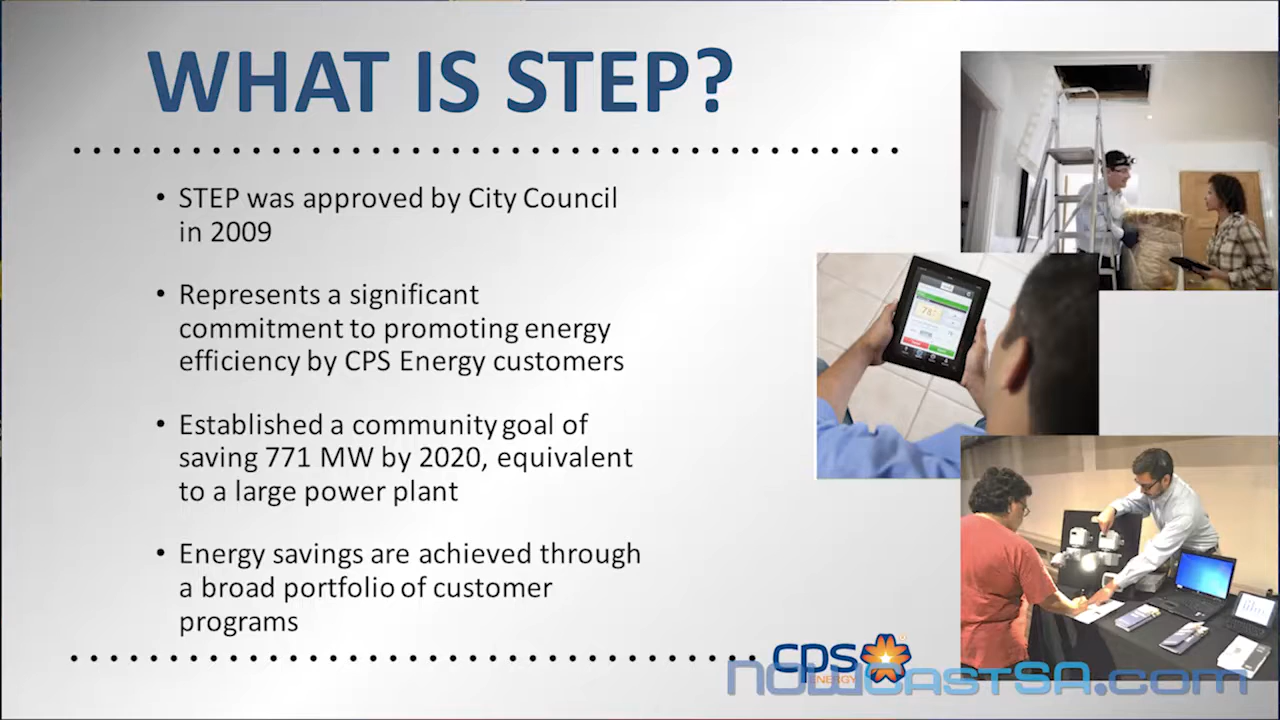 WHAT IS STEP?
• STEP was approved by City Council
in 2009
• Represents a significant
commitment to promoting energy
efficiency by CPS Energy customers
• Established a community goal of
saving 771 MW by 2020, equivalent
to a large power plant
• Energy savings are achieved through
a broad portfolio of customer
programs
cps
ENERGY
NOWCastSA.com